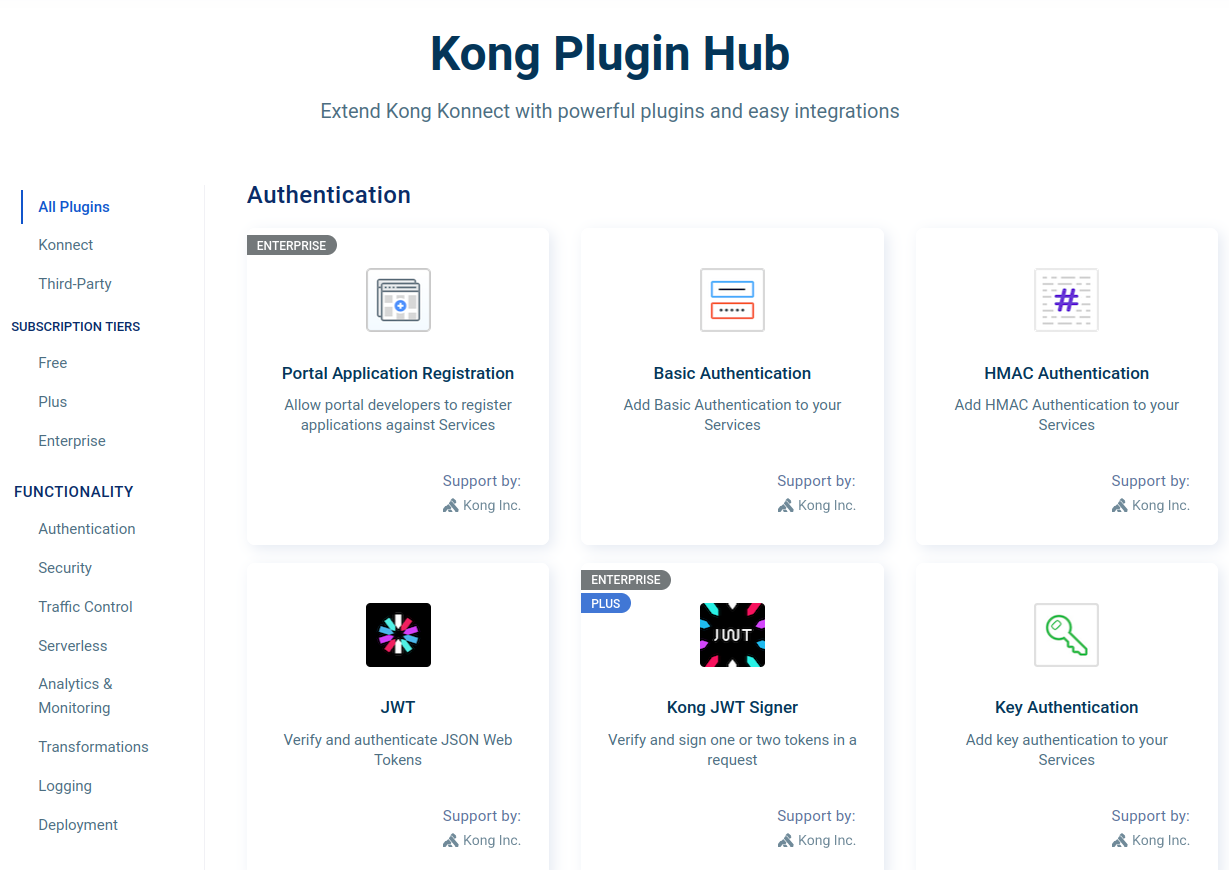 Kong Plugin Hub
Extend Kong Konnect with powerful plugins and easy integrations
All Plugins
Konnect
Third-Party
SUBSCRIPTION TIERS
Free
Plus
Enterprise
FUNCTIONALITY
Authentication
Security
Traffic Control
Serverless
Analytics &
Monitoring
Transformations
Logging
Deployment
Authentication
ENTERPRISE
Portal Application Registration
Allow portal developers to register
applications against Services
Support by:
Kong Inc.
Basic Authentication
Add Basic Authentication to your
Services
Support by:
Kong Inc.
#
HMAC Authentication
Add HMAC Authentication to your
Services
Support by:
Kong Inc.
JWT
Verify and authenticate JSON Web
Tokens
Support by:
Kong Inc.
ENTERPRISE
PLUS
JWT
Kong JWT Signer
Verify and sign one or two tokens in a
request
Support by:
Kong Inc.
Key Authentication
Add key authentication to your
Services
Support by:
Kong Inc.